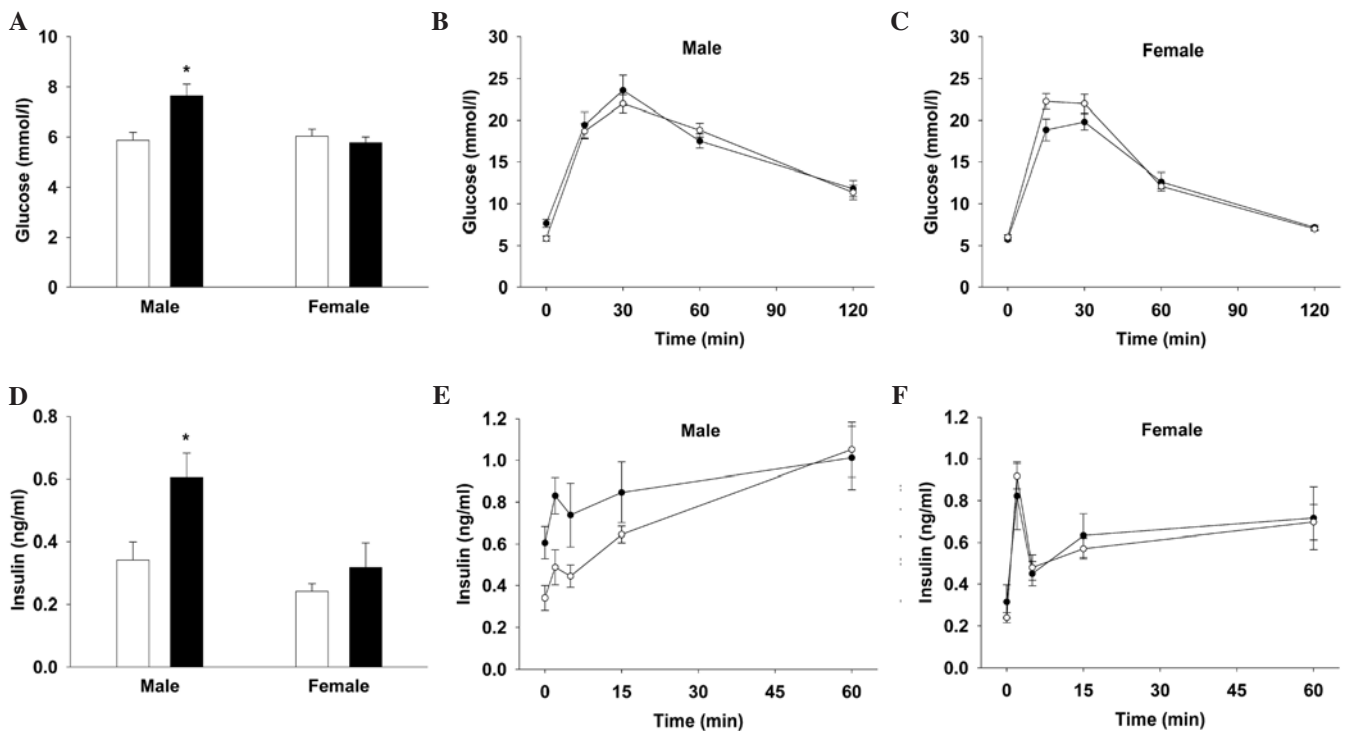 A
Glucose (mmol/l)
10
8
6
4
2
0
*
Male
Female
B
Glucose (mmol/l)
30
25
20
15
10
5
0
Male
0 30 60 90 120
Time (min)
C
Glucose (mmol/l)
30
25
20
15
10
5
0
Female
0 30 60 90 120
Time (min)
D
Insulin (ng/ml)
0.8
0.6
0.4
0.2
0.0
*
Male
Female
E
Insulin (ng/ml)
1.2
1.0
0.8
0.6
0.4
0.2
0.0
Male
0 15 30 45 60
Time (min)
F
Insulin (ng/ml)
1.2
1.0
0.8
0.6
0.4
0.2
0.0
Female
0 15 30 45 60
Time (min)